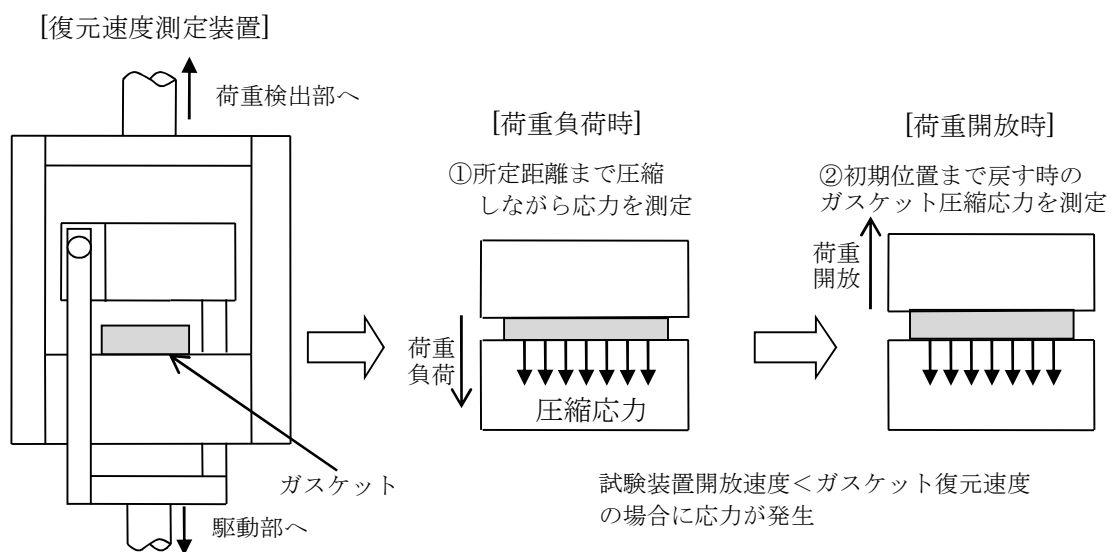 [復元速度測定装置]
荷重検出部へ
ガスケット
駆動部へ
[荷重負荷時]
①所定距離まで圧縮
しながら応力を測定
荷重
負荷
圧縮応力
[荷重開放時]
②初期位置まで戻す時の
ガスケット圧縮応力を測定
荷重
開放
試験装置開放速度＜ガスケット復元速度
の場合に応力が発生